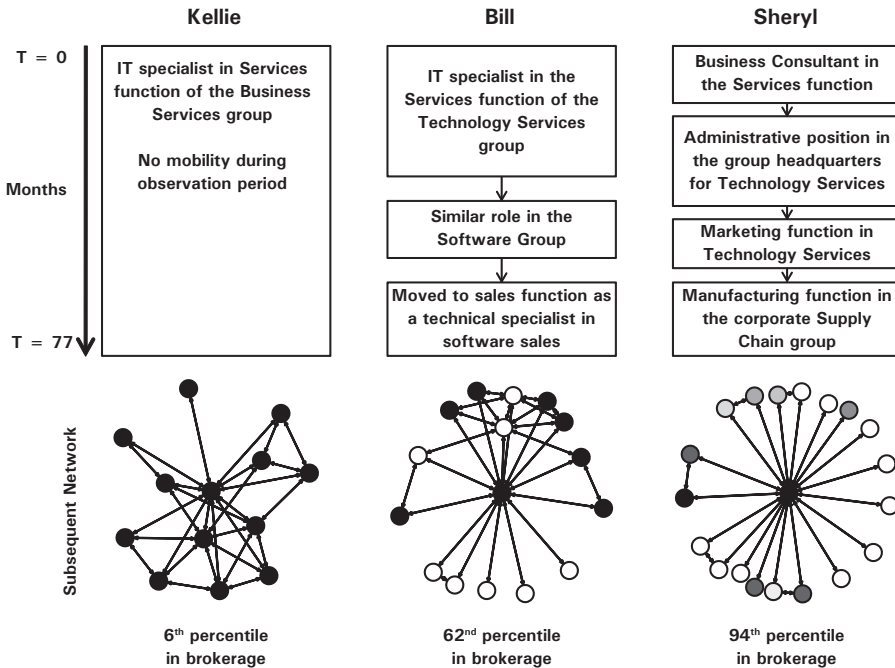 Kellie
Bill
Sheryl
T = 0
Months
T = 77
IT specialist in Services
function of the Business
Services group
No mobility during
observation period
IT specialist in the
Services function of the
Technology Services
group
Similar role in the
Software Group
Moved to sales function as
a technical specialist in
software sales
Business Consultant in
the Services function
Administrative position in
the group headquarters
for Technology Services
Marketing function in
Technology Services
Manufacturing function in
the corporate Supply
Chain group
Subsequent Network
6th percentile
in brokerage
62nd percentile
in brokerage
94th percentile
in brokerage